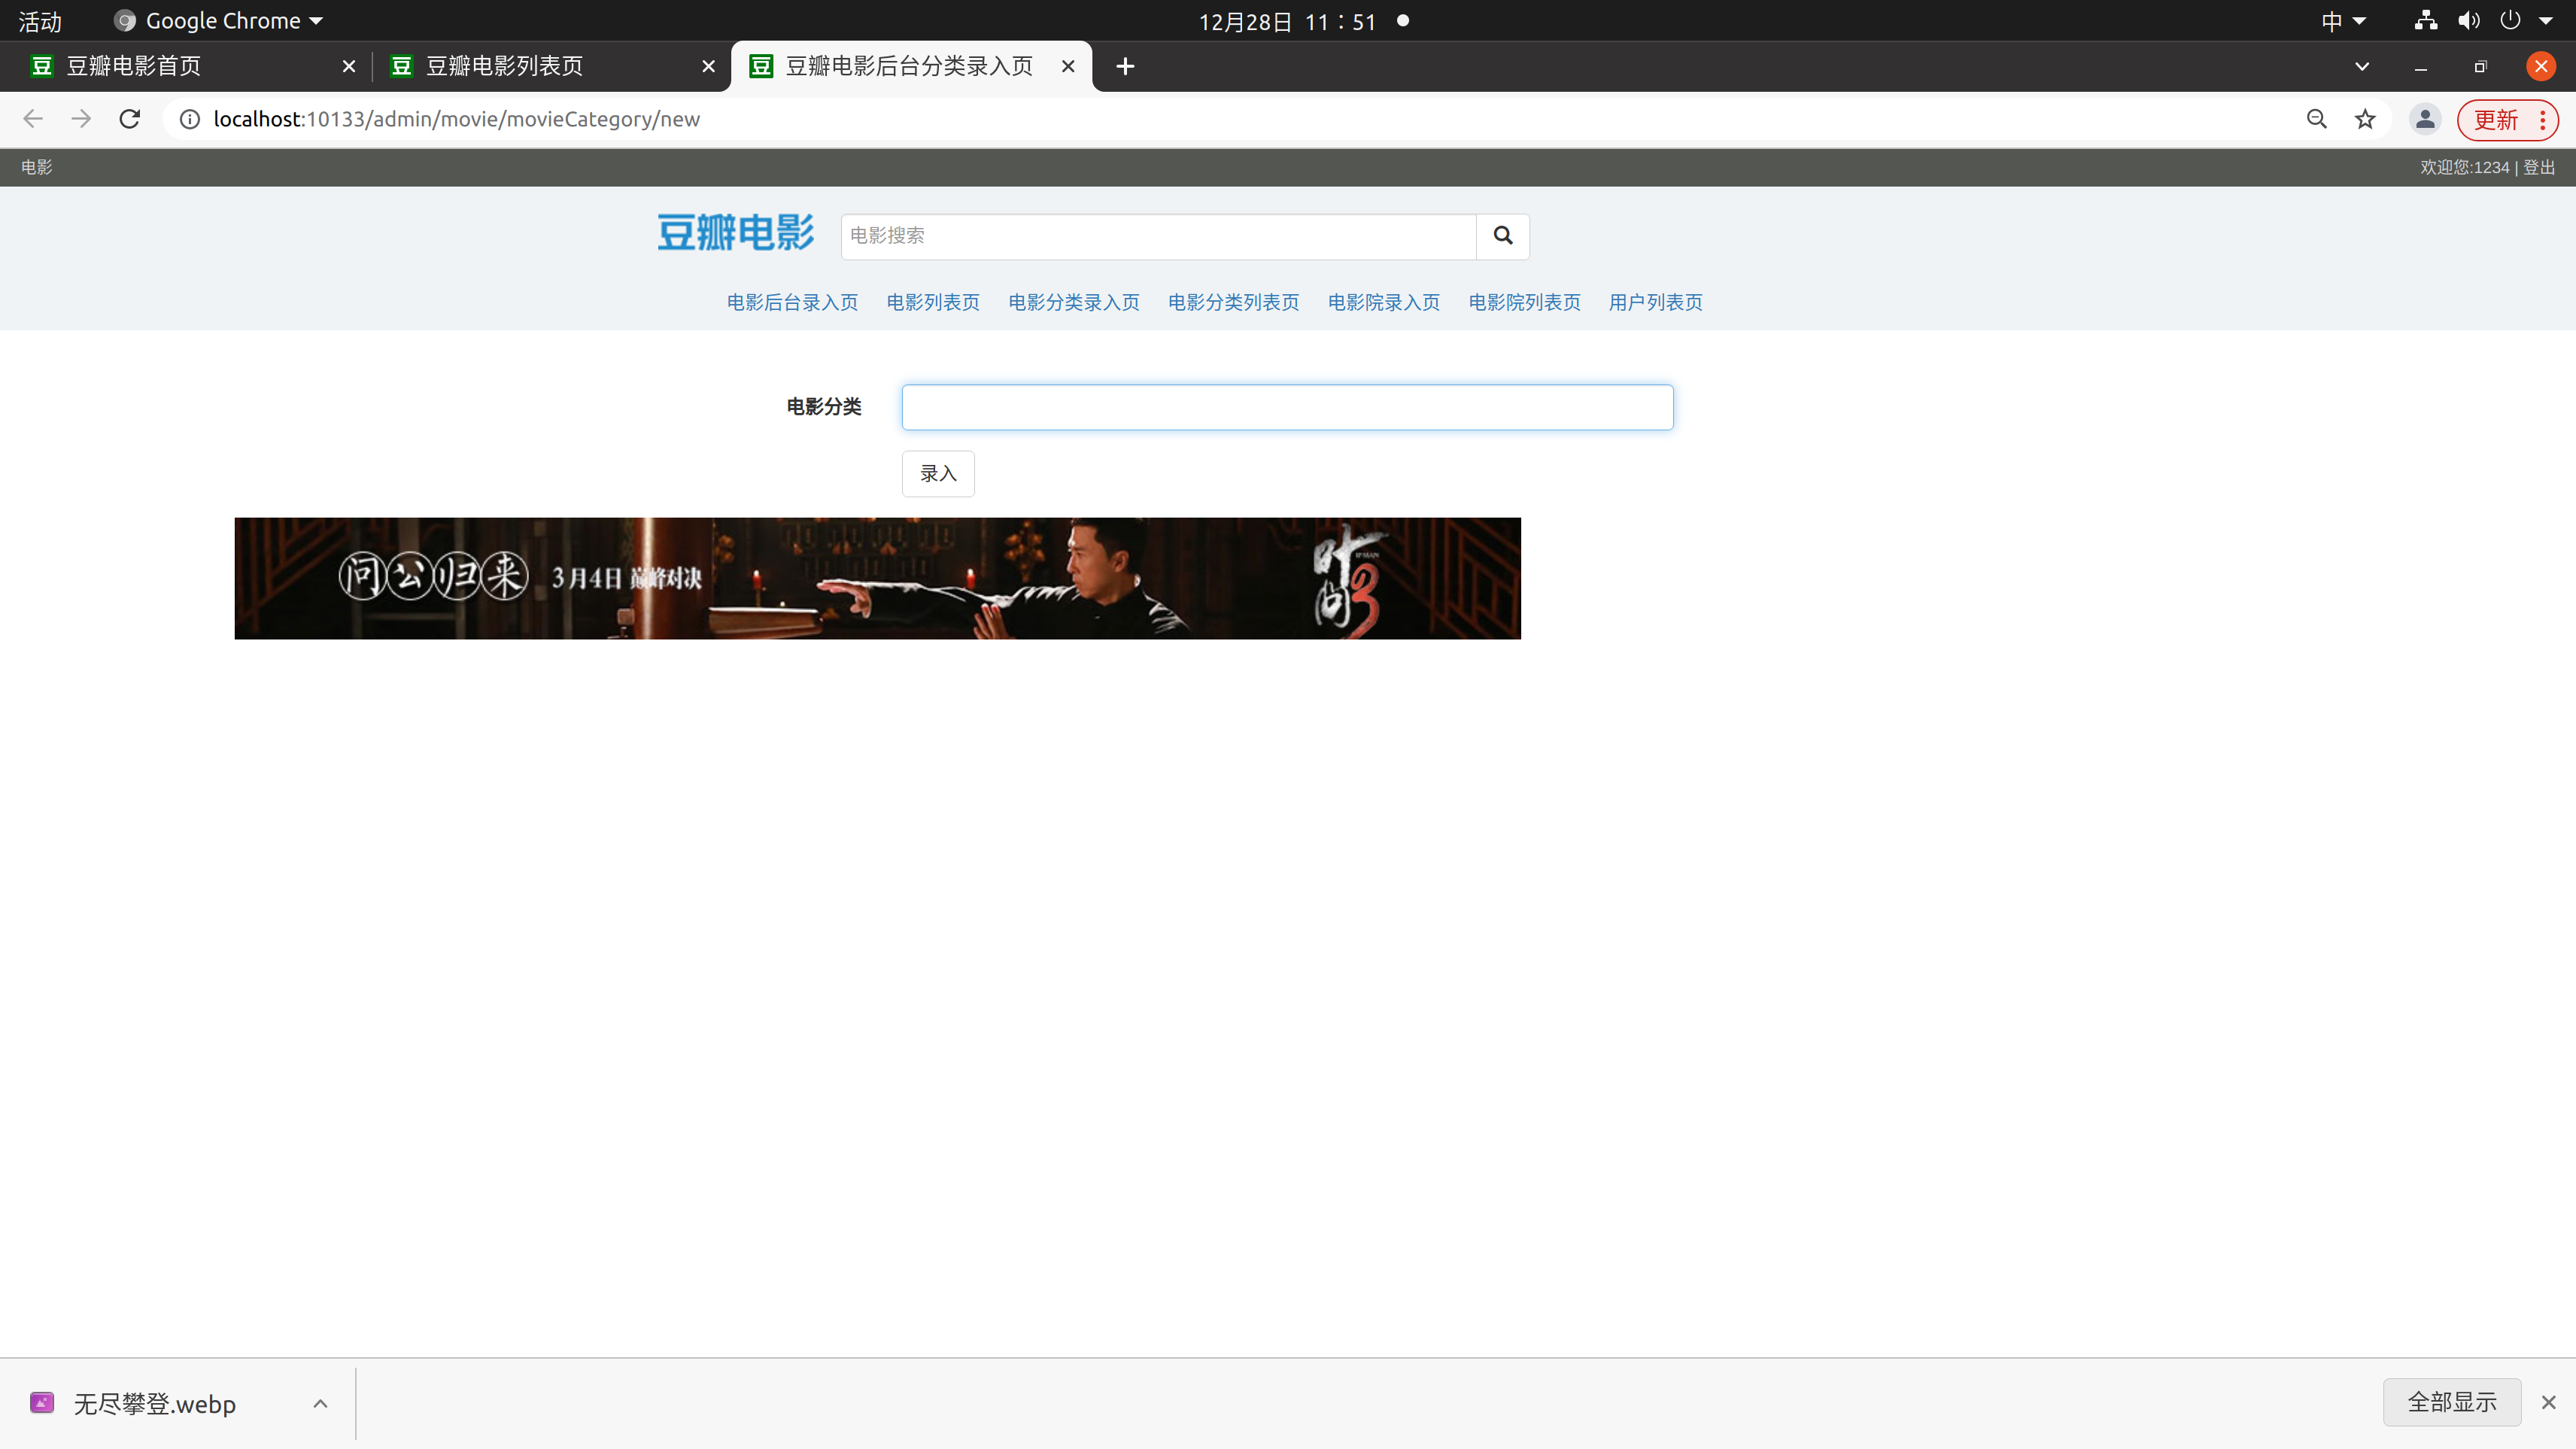 活动
Google Chrome
12月28日 11：51
中
豆瓣电影首页
豆瓣电影列表页
豆瓣电影后台分类录入页
localhost:10133/admin/movie/movieCategory/new
更新
电影
欢迎您:1234 | 登出
豆瓣电影
电影搜索
电影后台录入页
电影列表页
电影分类录入页
电影分类列表页
电影院录入页
电影院列表页
用户列表页
电影分类
录入
问公归来
3月4日 巅峰对决
叶问3
IP MAN
无尽攀登.webp
全部显示